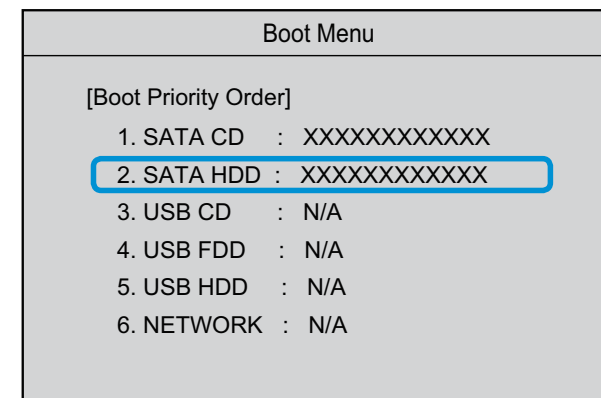 Boot Menu
[Boot Priority Order]
1. SATA CD : XXXXXXXXXXXX
2. SATA HDD : XXXXXXXXXXXX
3. USB CD : N/A
4. USB FDD : N/A
5. USB HDD : N/A
6. NETWORK : N/A